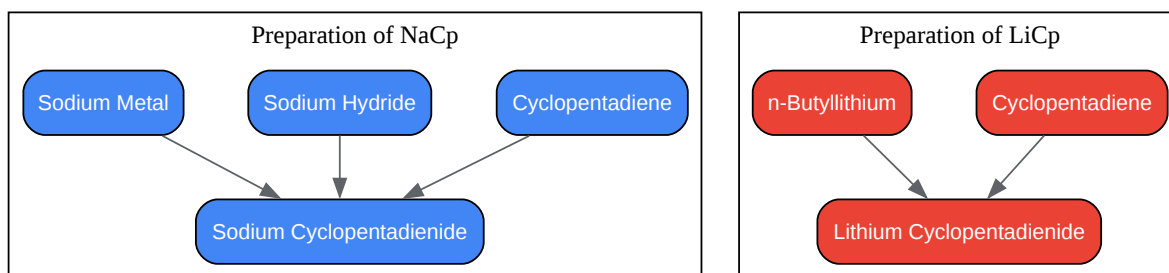 Preparation of NaCp
Sodium Metal
Sodium Hydride
Cyclopentadiene
Sodium Cyclopentadienide
Preparation of LiCp
n-Butyllithium
Cyclopentadiene
Lithium Cyclopentadienide